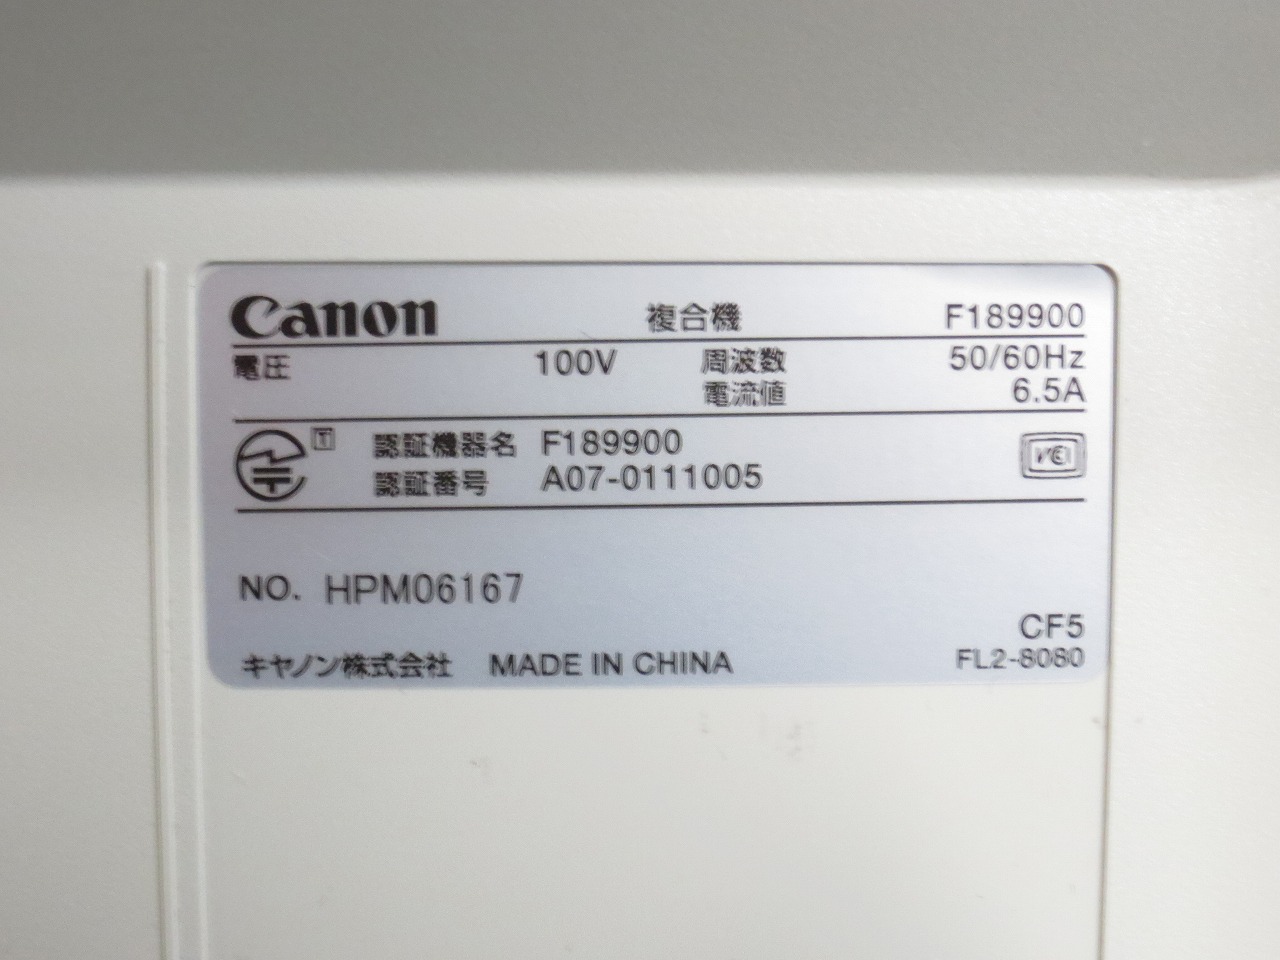 Canon 複合機 F189900
電圧 100V 周波数 50/60Hz
電流値 6.5A
T 認証機器名 F189900
認証番号 A07-0111005
VCI
NO. HPM06167
CF5
キヤノン株式会社 MADE IN CHINA FL2-8080